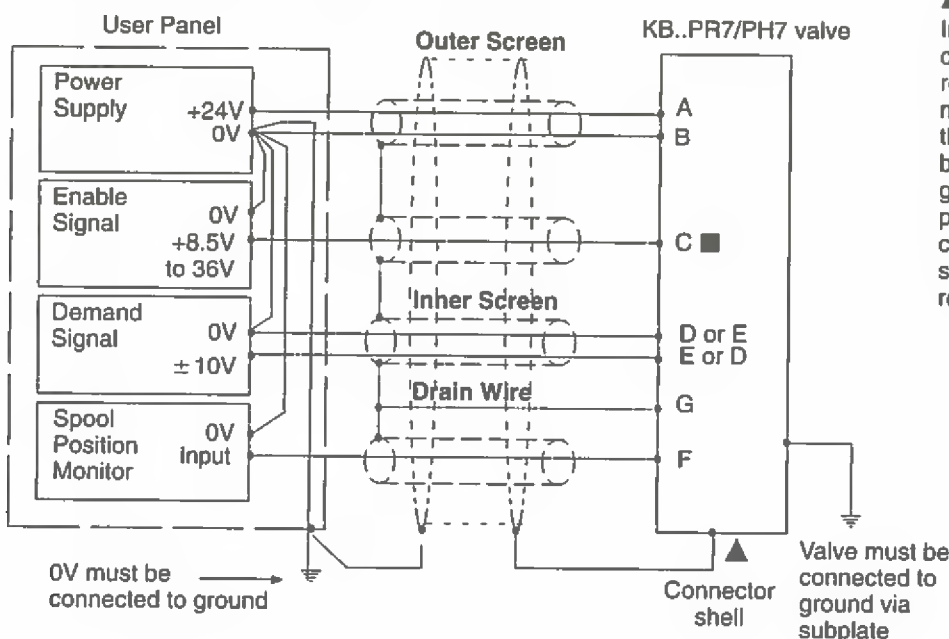 User Panel
Outer Screen
KB..PR7/PH7 valve
Power
Supply
+24V
0V
A
B
Enable
Signal
0V
+8.5V
to 36V
C ■
Inner Screen
Demand
Signal
0V
±10V
D or E
E or D
Drain Wire
G
Spool
Position
Monitor
0V
Input
F
0V must be
connected to ground
▲
Connector
shell
Valve must be
connected to
ground via
subplate